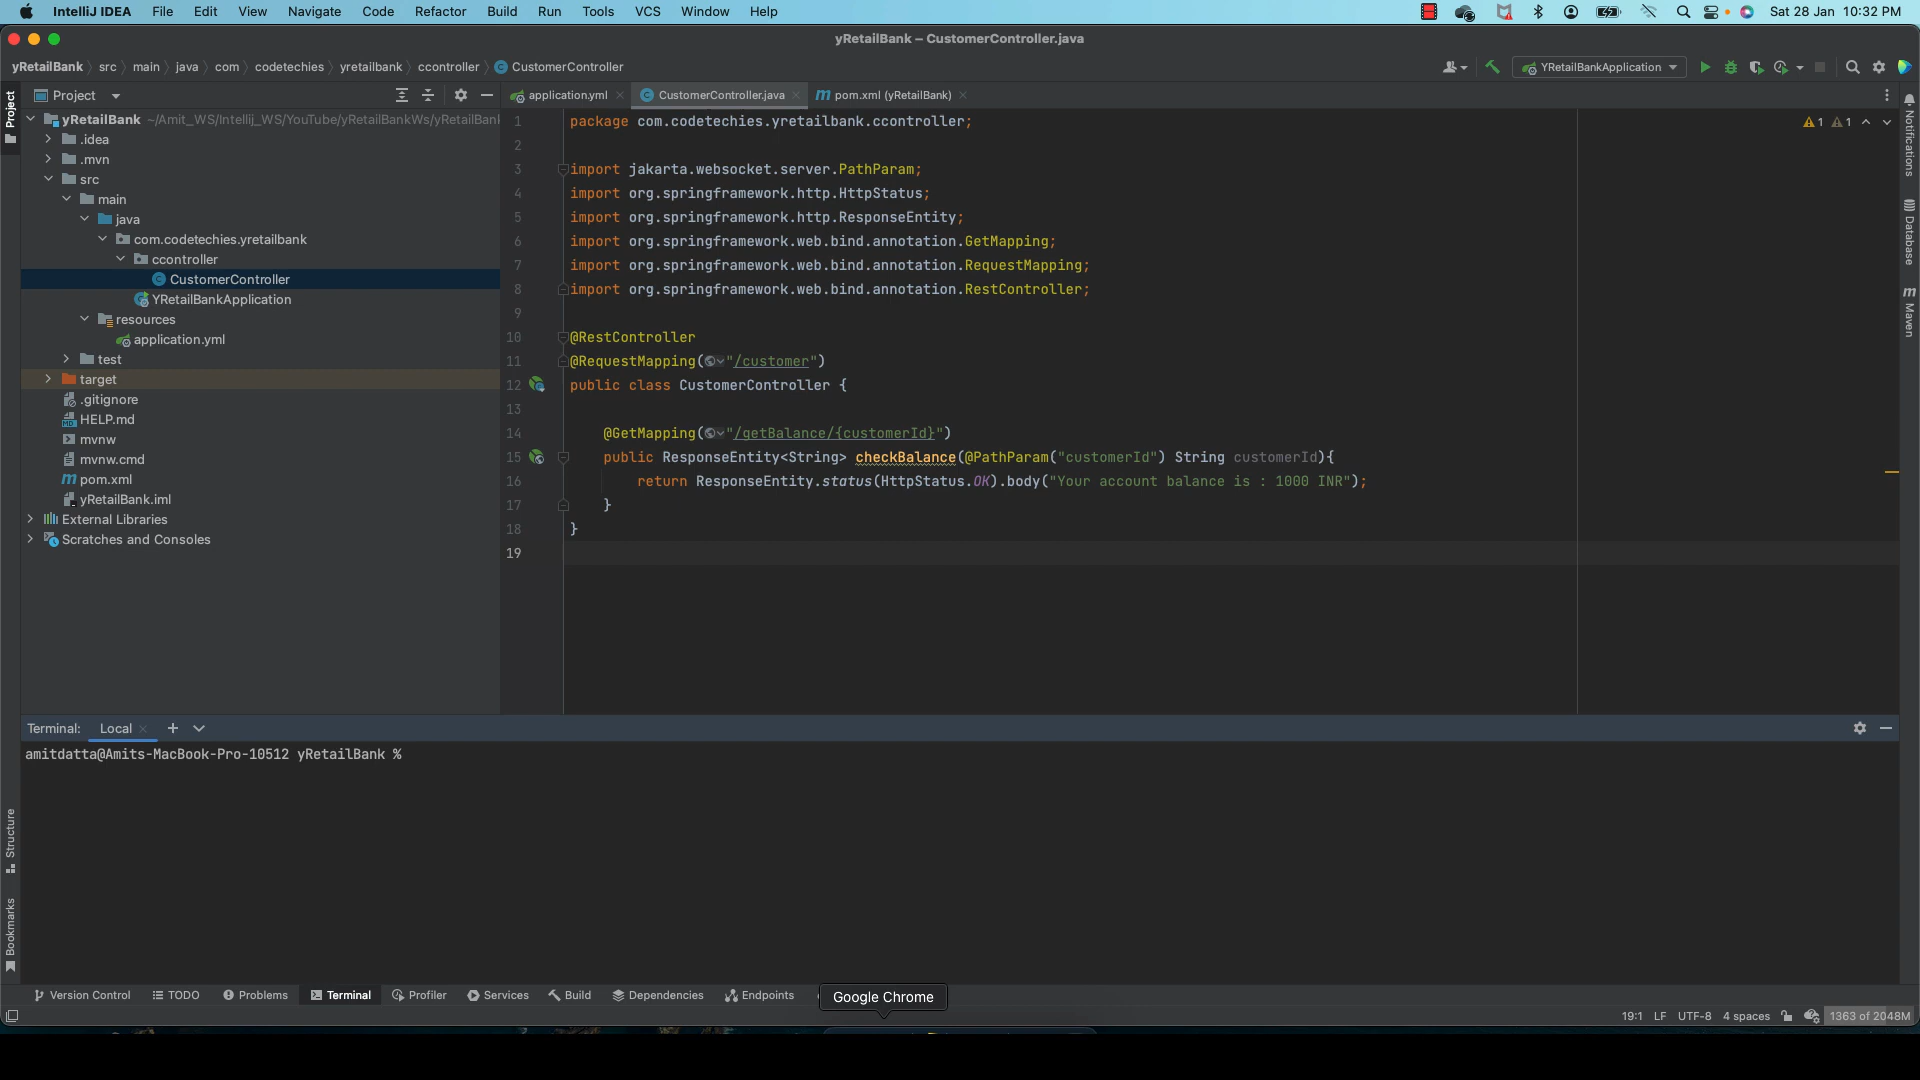 IntelliJ IDEA File Edit View Navigate Code Refactor Build Run Tools VCS Window Help Sat 28 Jan 10:32 PM
yRetailBank – CustomerController.java
yRetailBank src main java com codetechies yretailbank ccontroller CustomerController YRetailBankApplication
Project
Project
application.yml
CustomerController.java
pom.xml (yRetailBank)
yRetailBank ~/Amit_WS/Intellij_WS/YouTube/yRetailBankWs/yRetailBank
.idea
.mvn
src
main
java
com.codetechies.yretailbank
ccontroller
CustomerController
YRetailBankApplication
resources
application.yml
test
target
.gitignore
HELP.md
mvnw
mvnw.cmd
pom.xml
yRetailBank.iml
External Libraries
Scratches and Consoles
1 package com.codetechies.yretailbank.ccontroller;
2
3 import jakarta.websocket.server.PathParam;
4 import org.springframework.http.HttpStatus;
5 import org.springframework.http.ResponseEntity;
6 import org.springframework.web.bind.annotation.GetMapping;
7 import org.springframework.web.bind.annotation.RequestMapping;
8 import org.springframework.web.bind.annotation.RestController;
9
10 @RestController
11 @RequestMapping("/customer")
12 public class CustomerController {
13
14 @GetMapping("/getBalance/{customerId}")
15 public ResponseEntity<String> checkBalance(@PathParam("customerId") String customerId){
16 return ResponseEntity.status(HttpStatus.OK).body("Your account balance is : 1000 INR");
17 }
18 }
19
1 1
Notifications
Database
Maven
Terminal: Local
amitdatta@Amits-MacBook-Pro-10512 yRetailBank %
Structure
Bookmarks
Version Control TODO Problems Terminal Profiler Services Build Dependencies Endpoints
Google Chrome
19:1 LF UTF-8 4 spaces 1363 of 2048M